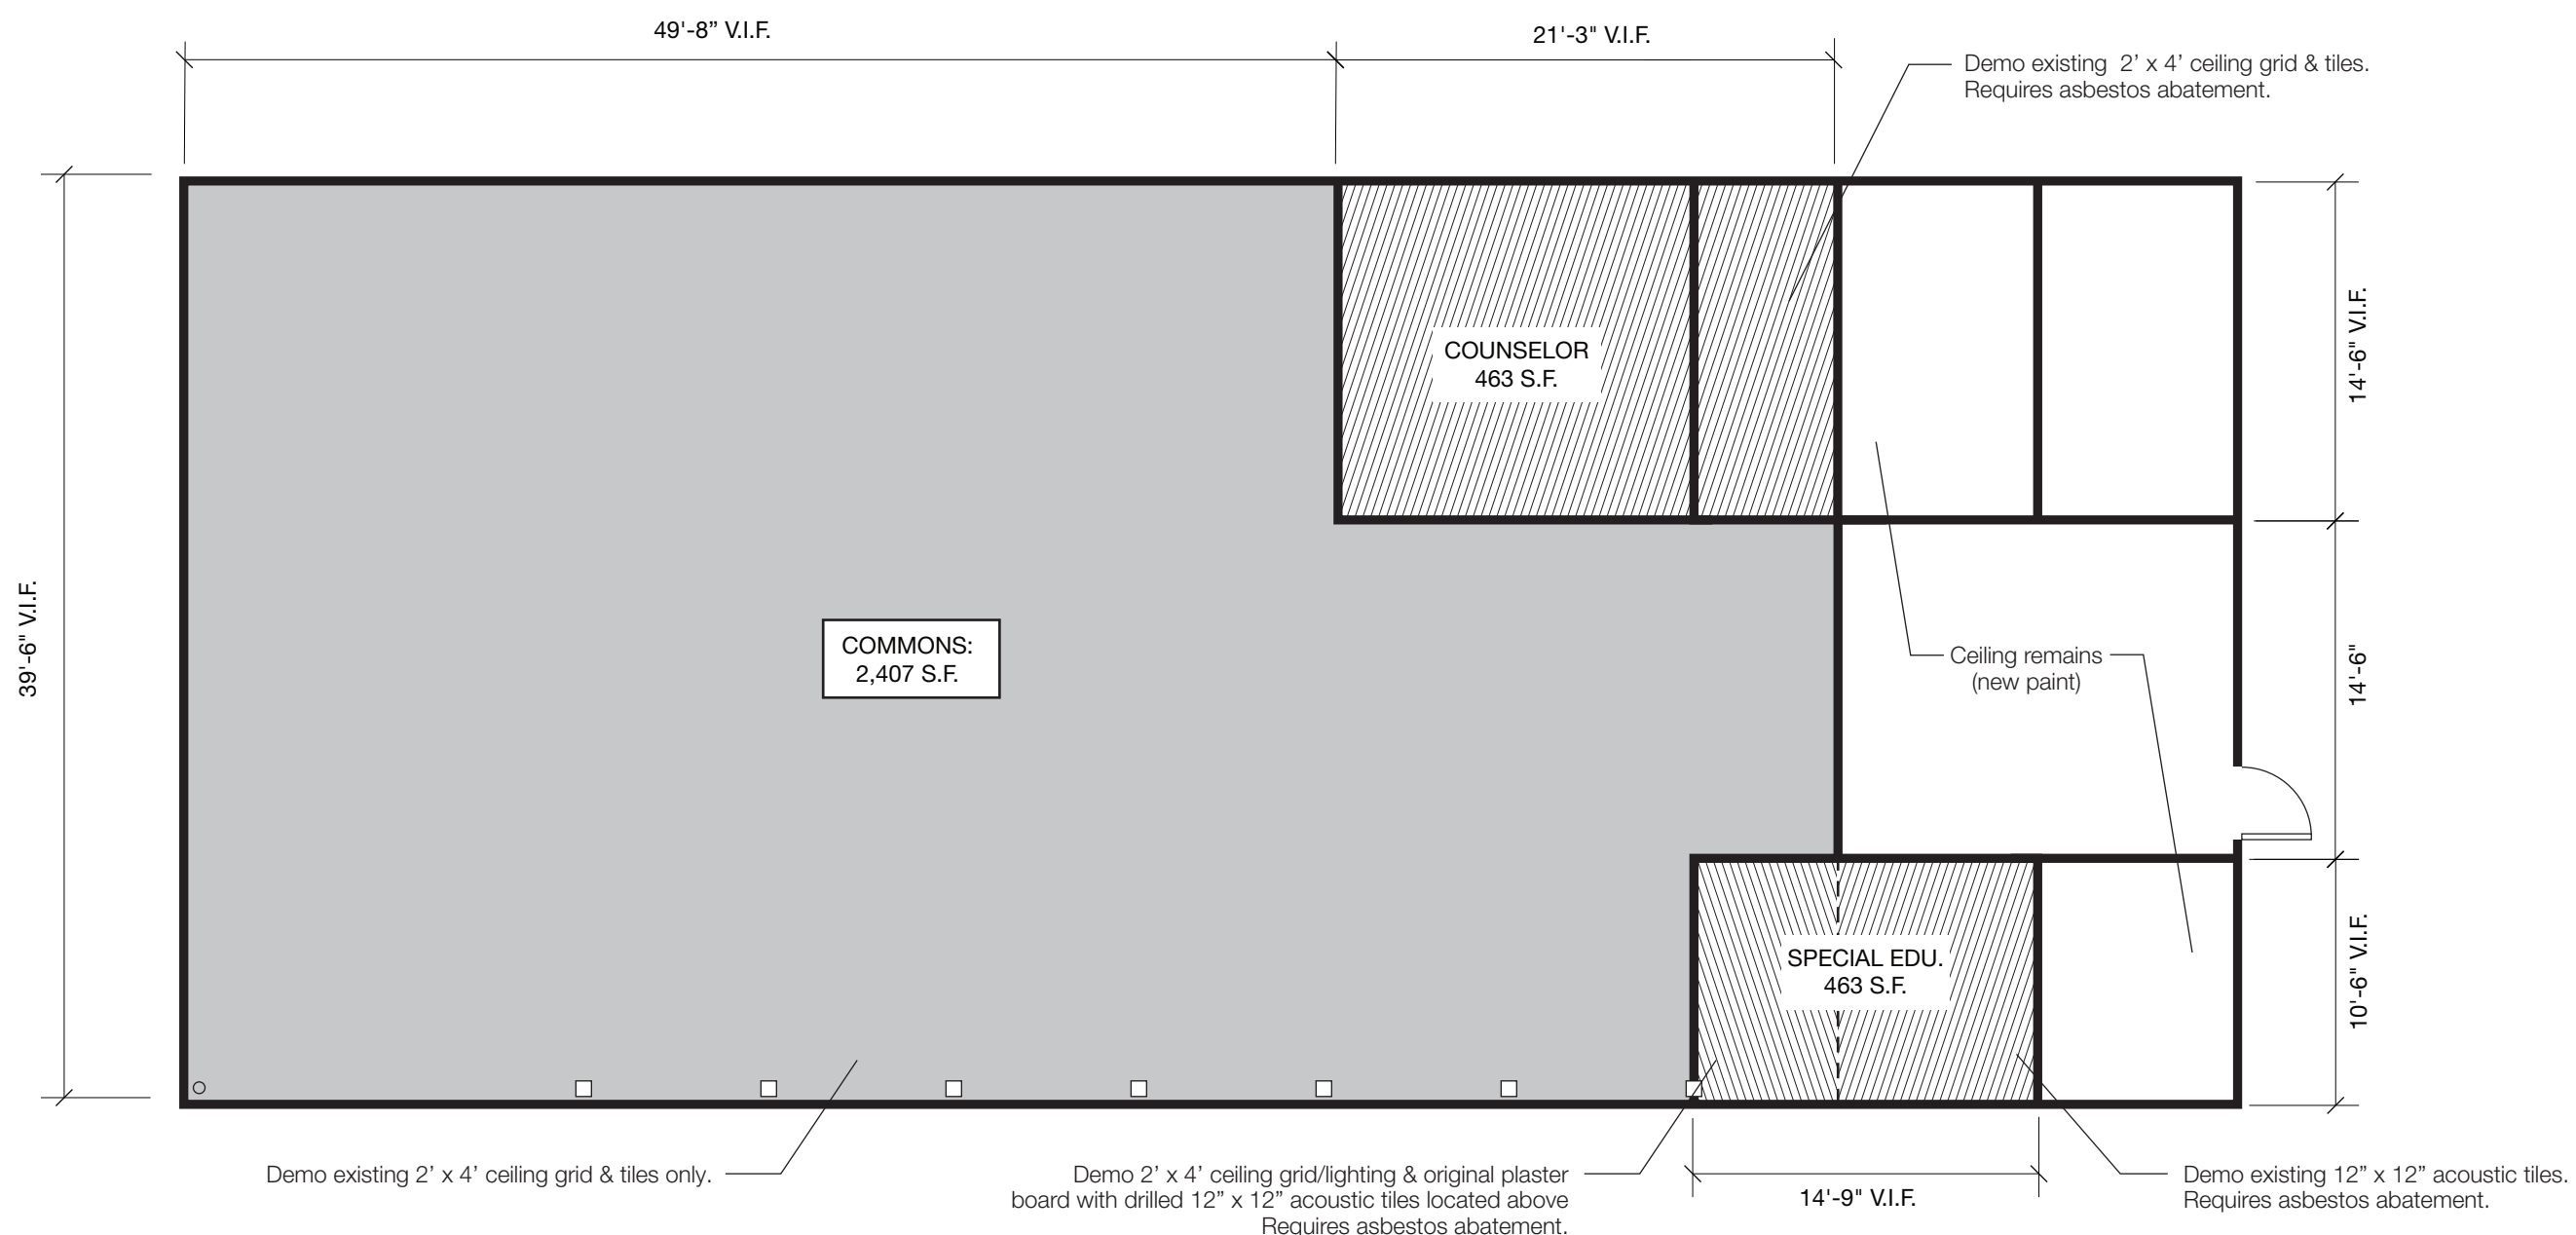 49'-8” V.I.F.
21'-3" V.I.F.
Demo existing  2’ x 4’ ceiling grid & tiles.
Requires asbestos abatement.
14'-6" V.I.F.
COUNSELOR
463 S.F.
39'-6" V.I.F.
COMMONS:
2,407 S.F.
Ceiling remains
(new paint)
14'-6"
SPECIAL EDU.
463 S.F.
10'-6" V.I.F.
Demo existing 2’ x 4’ ceiling grid & tiles only.
Demo 2’ x 4’ ceiling grid/lighting & original plaster
board with drilled 12” x 12” acoustic tiles located above
Requires asbestos abatement.
14'-9" V.I.F.
Demo existing 12” x 12” acoustic tiles.
Requires asbestos abatement.